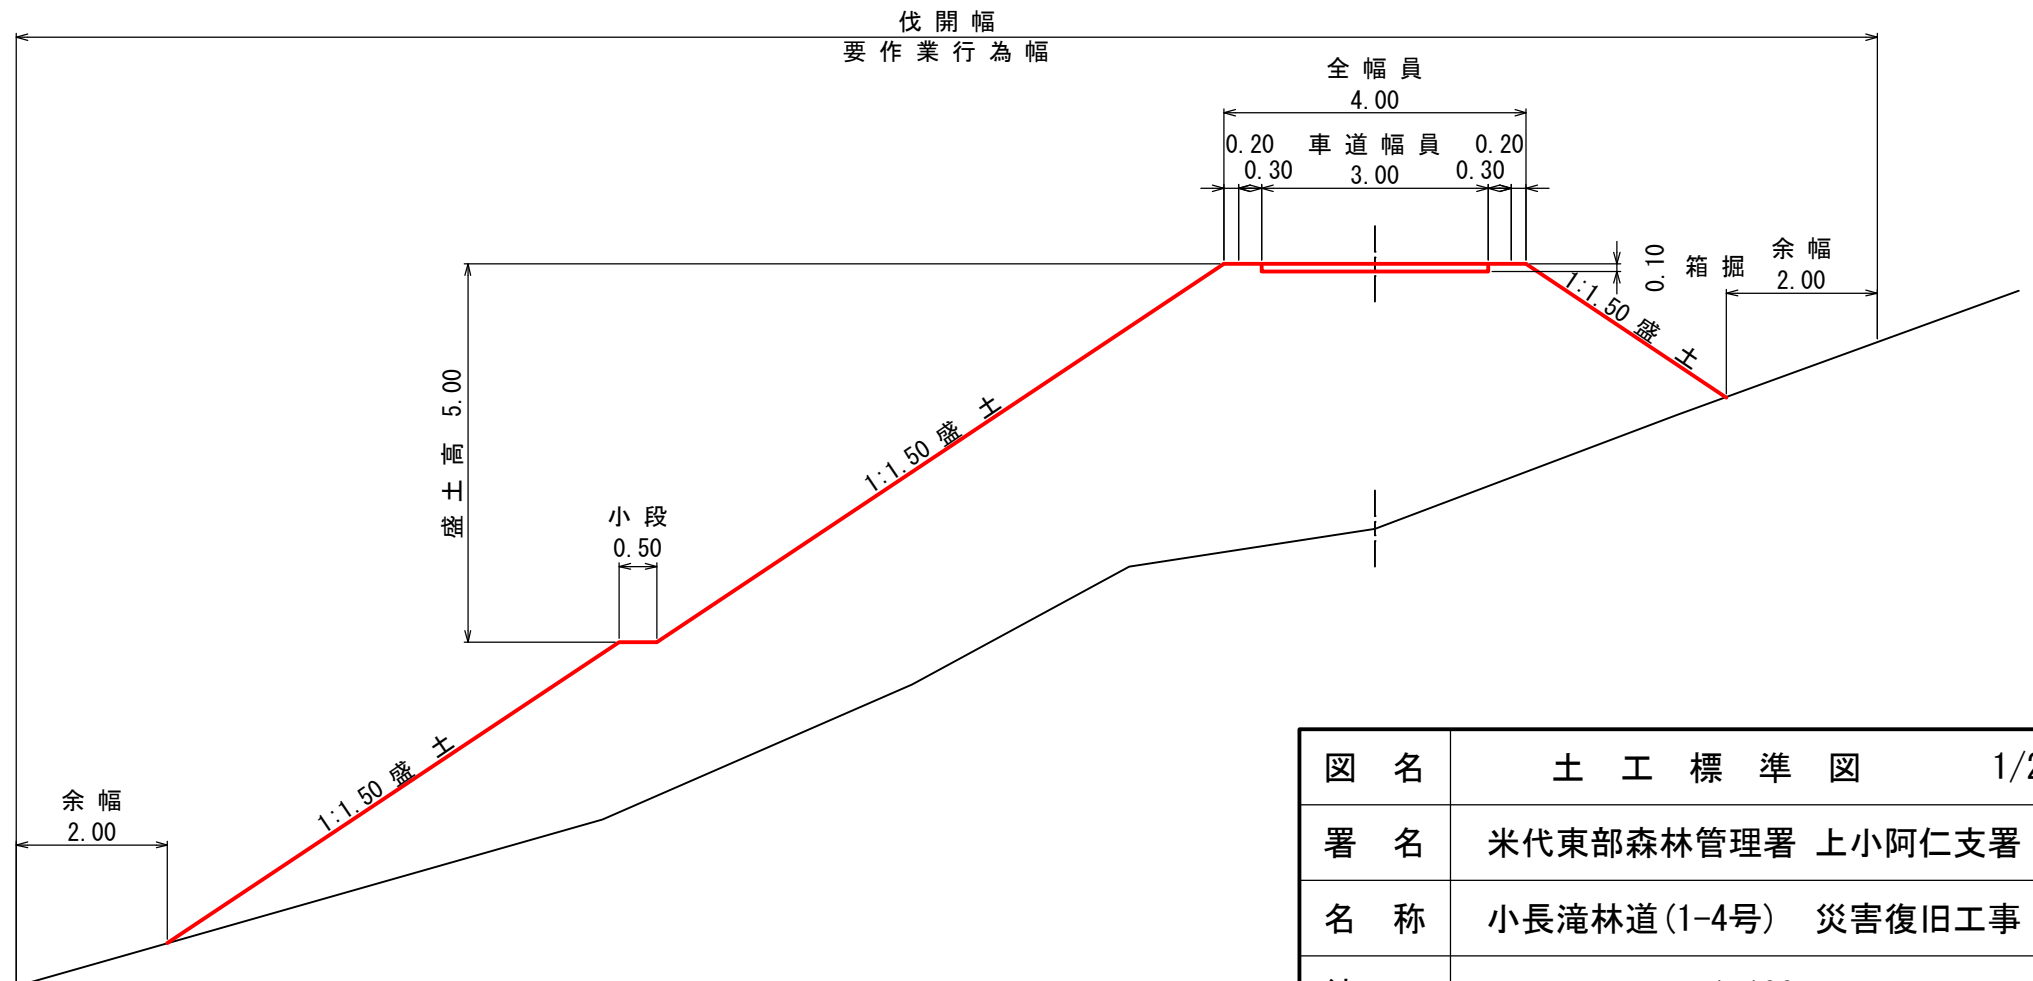 伐開幅
要作業行為幅
全幅員
4.00
0.20 車道幅員 0.20
0.30 3.00 0.30
0.10 箱掘
余幅
2.00
1:1.50 盛土
盛土高 5.00
1:1.50 盛土
小段
0.50
1:1.50 盛土
余幅
2.00
図名 土工標準図 1/2
署名 米代東部森林管理署 上小阿仁支署
名称 小長滝林道(1-4号) 災害復旧工事